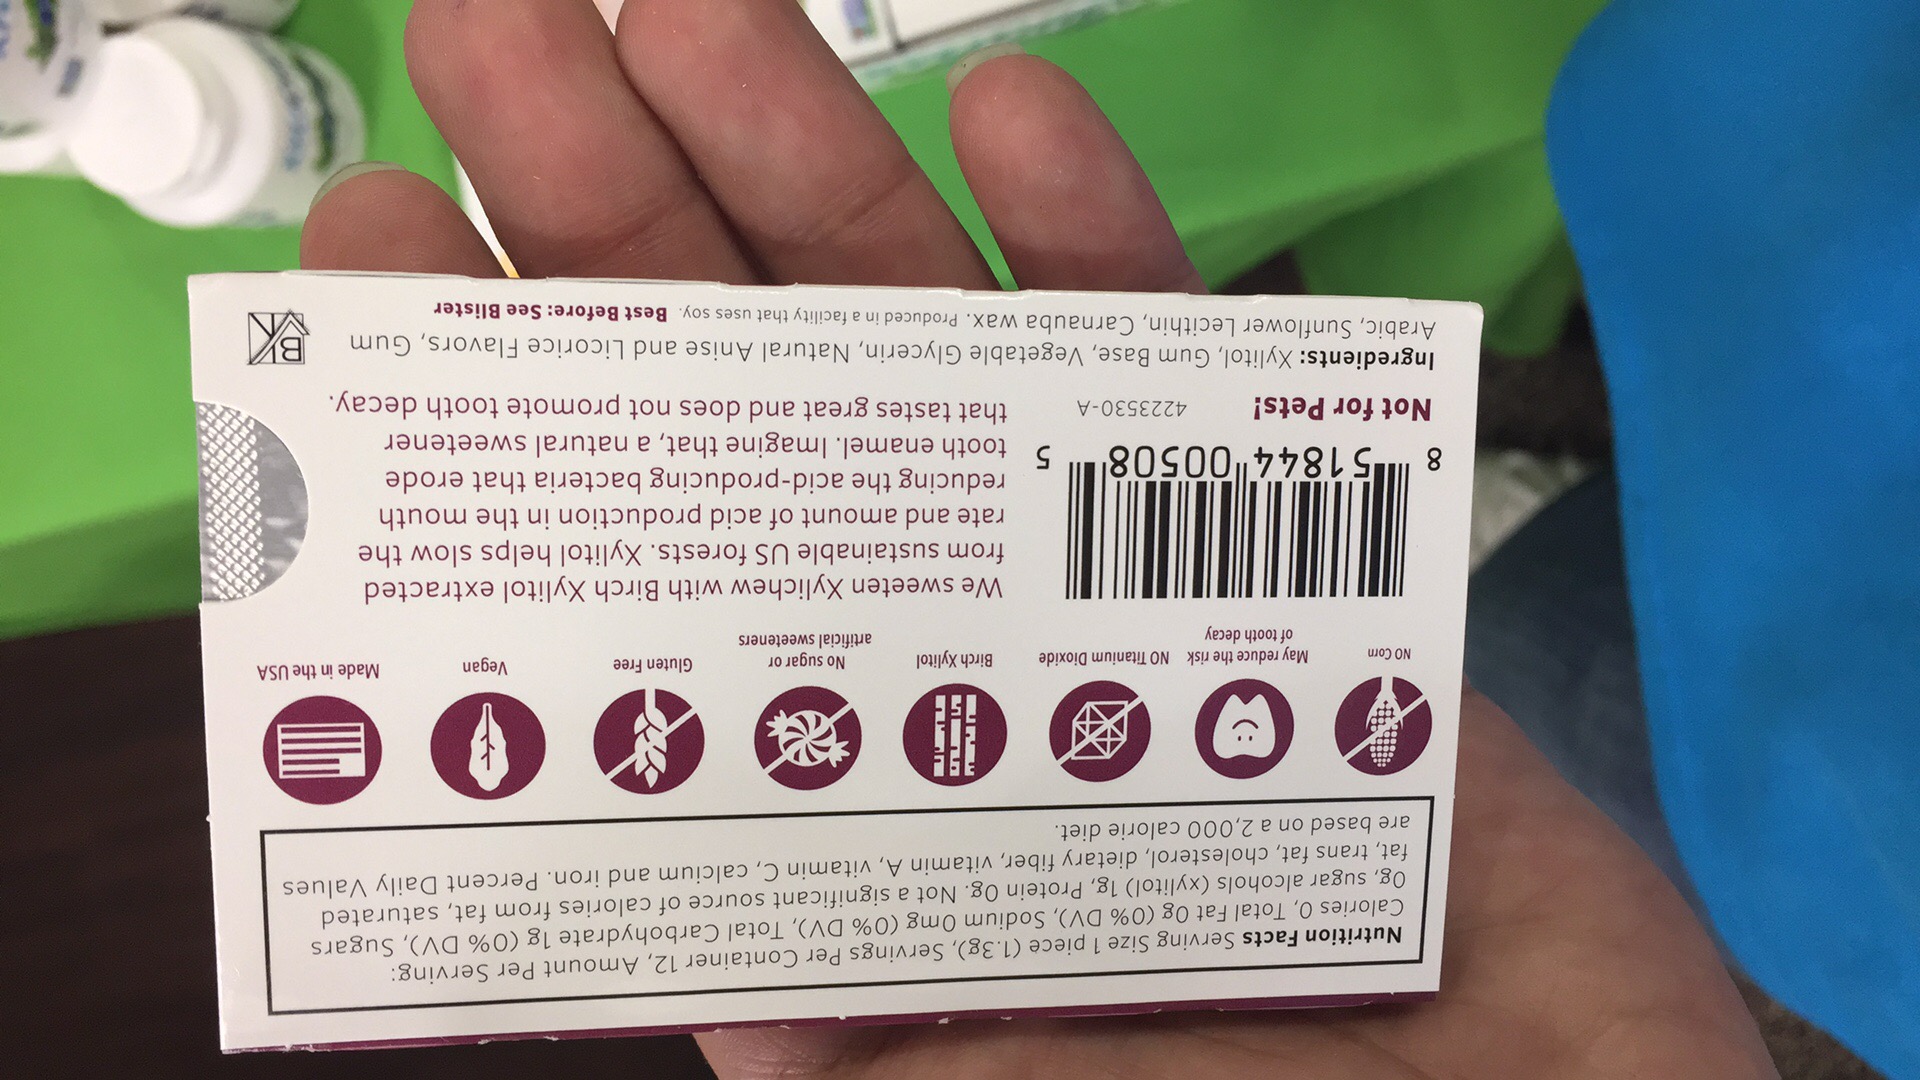 Nutrition Facts Serving Size 1 piece (1.3g), Servings Per Container 12, Amount Per Serving:
Calories 0, Total Fat 0g (0% DV), Sodium 0mg (0% DV), Total Carbohydrate 1g (0% DV), Sugars
0g, sugar alcohols (xylitol) 1g, Protein 0g. Not a significant source of calories from fat, saturated
fat, trans fat, cholesterol, dietary fiber, vitamin A, vitamin C, calcium and iron. Percent Daily Values
are based on a 2,000 calorie diet.
NO Corn
May reduce the risk
of tooth decay
NO Titanium Dioxide
Birch Xylitol
No sugar or
artificial sweeteners
Gluten Free
Vegan
Made in the USA
We sweeten Xylichew with Birch Xylitol extracted
from sustainable US forests. Xylitol helps slow the
rate and amount of acid production in the mouth
reducing the acid-producing bacteria that erode
tooth enamel. Imagine that, a natural sweetener
that tastes great and does not promote tooth decay.
8 51844 00508 5
Not for Pets! 4223530-A
Ingredients: Xylitol, Gum Base, Vegetable Glycerin, Natural Anise and Licorice Flavors, Gum
Arabic, Sunflower Lecithin, Carnauba wax. Produced in a facility that uses soy. Best Before: See Blister
BK